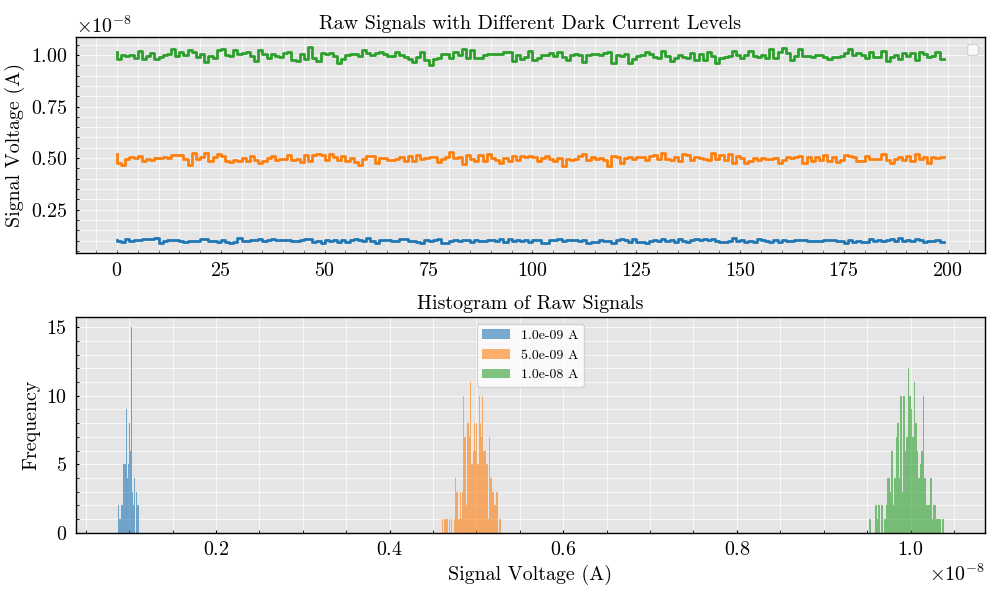 ×10⁻⁸
Raw Signals with Different Dark Current Levels
Signal Voltage (A)
1.00
0.75
0.50
0.25
0 25 50 75 100 125 150 175 200
Histogram of Raw Signals
Frequency
15
10
5
0
1.0e-09 A
5.0e-09 A
1.0e-08 A
0.2 0.4 0.6 0.8 1.0
Signal Voltage (A)
×10⁻⁸